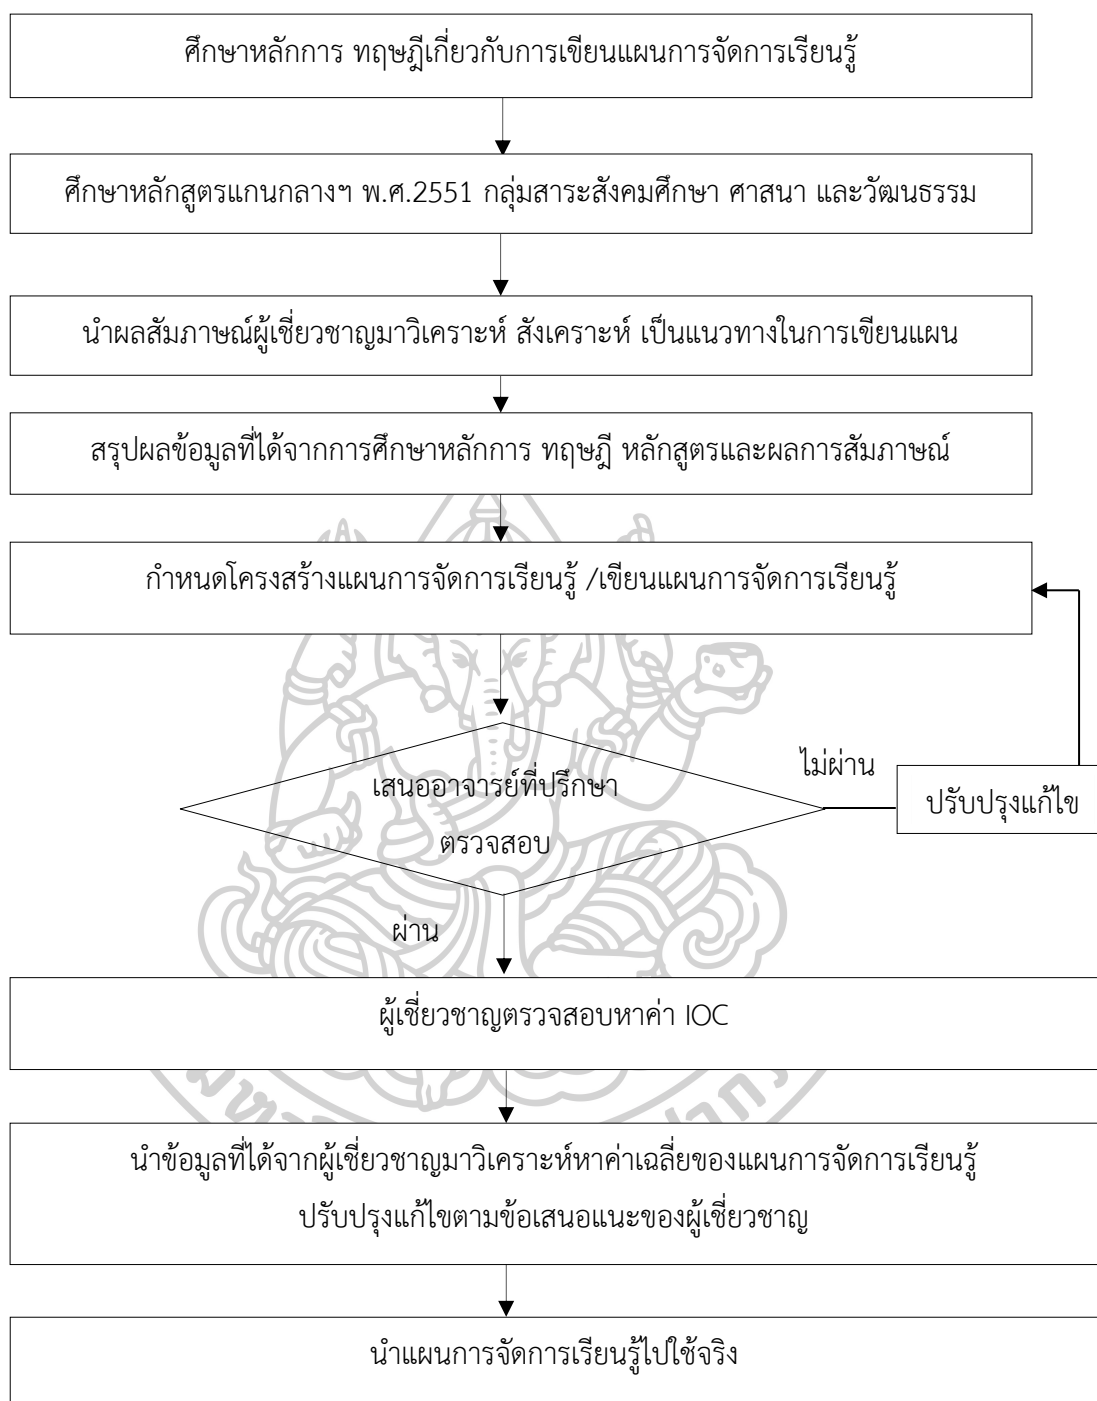 ศึกษาหลักการ ทฤษฎีเกี่ยวกับการเขียนแผนการจัดการเรียนรู้
ศึกษาหลักสูตรแกนกลางฯ พ.ศ.2551 กลุ่มสาระสังคมศึกษา ศาสนา และวัฒนธรรม
นำผลสัมภาษณ์ผู้เชี่ยวชาญมาวิเคราะห์ สังเคราะห์ เป็นแนวทางในการเขียนแผน
สรุปผลข้อมูลที่ได้จากการศึกษาหลักการ ทฤษฎี หลักสูตรและผลการสัมภาษณ์
กำหนดโครงสร้างแผนการจัดการเรียนรู้ /เขียนแผนการจัดการเรียนรู้
เสนออาจารย์ที่ปรึกษา
ตรวจสอบ
ไม่ผ่าน
ปรับปรุงแก้ไข
ผ่าน
ผู้เชี่ยวชาญตรวจสอบหาค่า IOC
นำข้อมูลที่ได้จากผู้เชี่ยวชาญมาวิเคราะห์หาค่าเฉลี่ยของแผนการจัดการเรียนรู้
ปรับปรุงแก้ไขตามข้อเสนอแนะของผู้เชี่ยวชาญ
นำแผนการจัดการเรียนรู้ไปใช้จริง